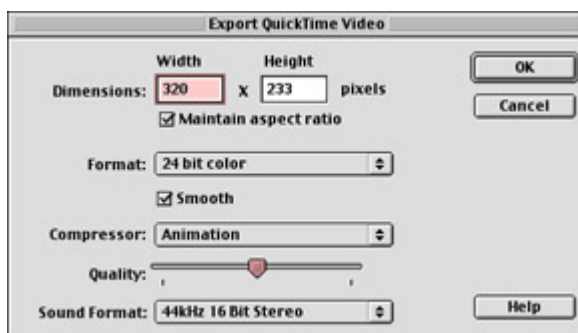 Export QuickTime Video
Width Height
Dimensions: 320 x 233 pixels
Maintain aspect ratio
Format: 24 bit color
Smooth
Compressor: Animation
Quality:
Sound Format: 44kHz 16 Bit Stereo
OK
Cancel
Help